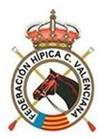 FEDERACIÓN HÍPICA C. VALENCIANA